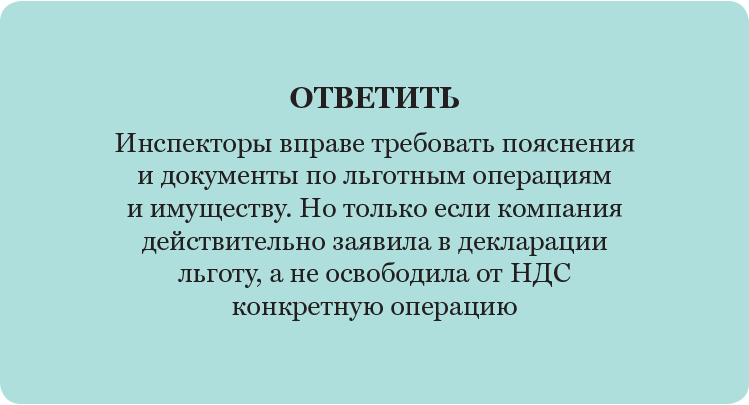 ОТВЕТИТЬ
Инспекторы вправе требовать пояснения
и документы по льготным операциям
и имуществу. Но только если компания
действительно заявила в декларации
льготу, а не освободила от НДС
конкретную операцию